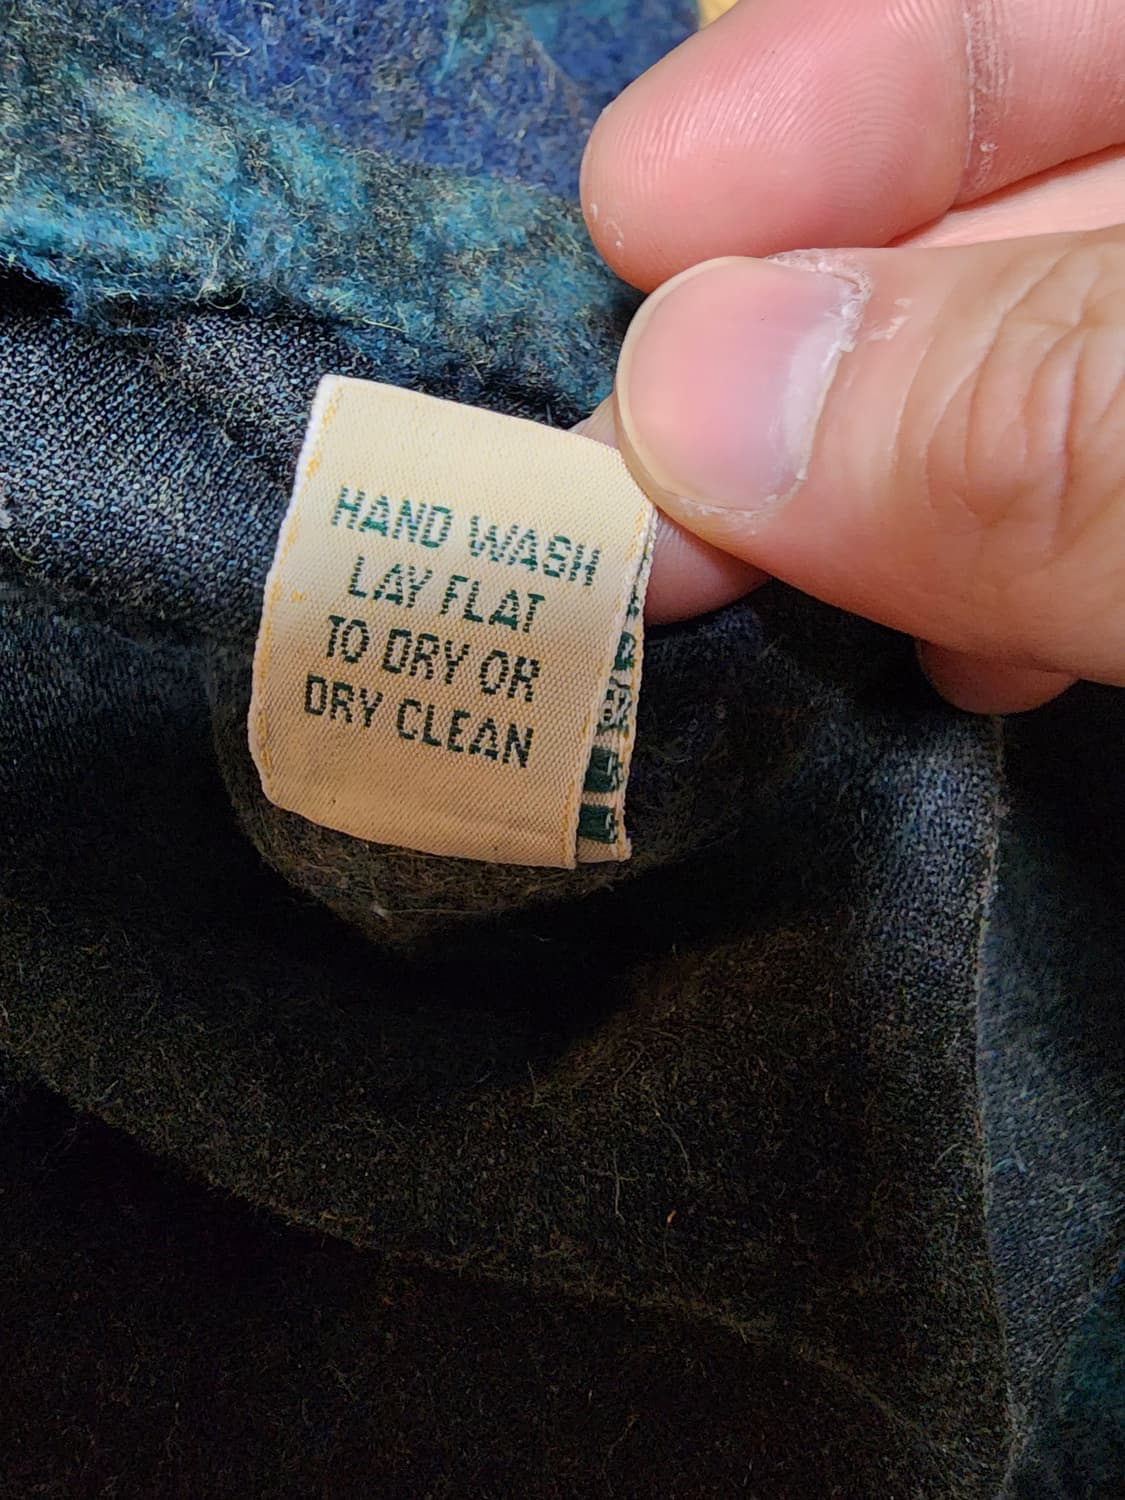 HAND WASH
LAY FLAT
TO DRY OR
DRY CLEAN